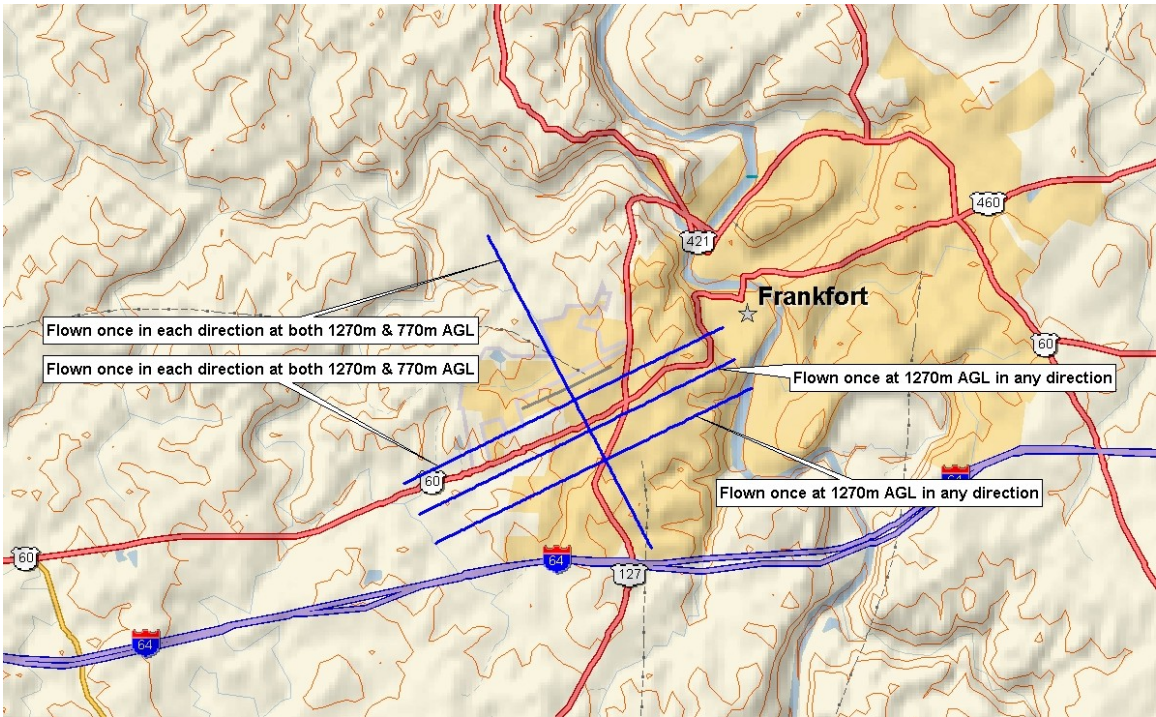 421
460
Frankfort
Flown once in each direction at both 1270m & 770m AGL
60
Flown once in each direction at both 1270m & 770m AGL
Flown once at 1270m AGL in any direction
60
Flown once at 1270m AGL in any direction
64
60
64
127
64